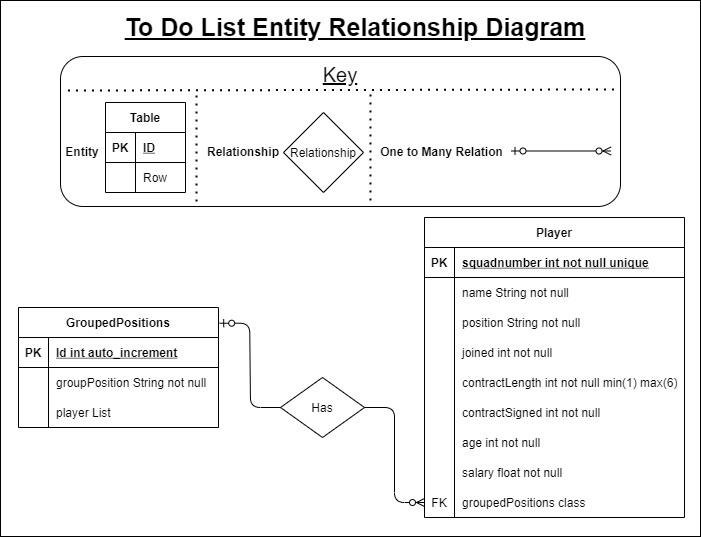 To Do List Entity Relationship Diagram
Key
Entity
Table
PK ID
Row
Relationship
Relationship
One to Many Relation
Player
PK squadnumber int not null unique
name String not null
position String not null
joined int not null
contractLength int not null min(1) max(6)
contractSigned int not null
age int not null
salary float not null
FK groupedPositions class
GroupedPositions
PK Id int auto_increment
groupPosition String not null
player List
Has